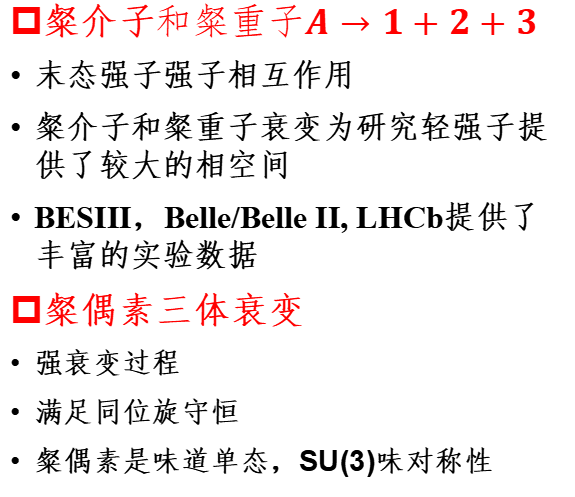 粲介子和粲重子A → 1 + 2 + 3
• 末态强子强子相互作用
• 粲介子和粲重子衰变为研究轻强子提
供了较大的相空间
• BESIII，Belle/Belle II, LHCb提供了
丰富的实验数据
粲偶素三体衰变
• 强衰变过程
• 满足同位旋守恒
• 粲偶素是味道单态，SU(3)味对称性